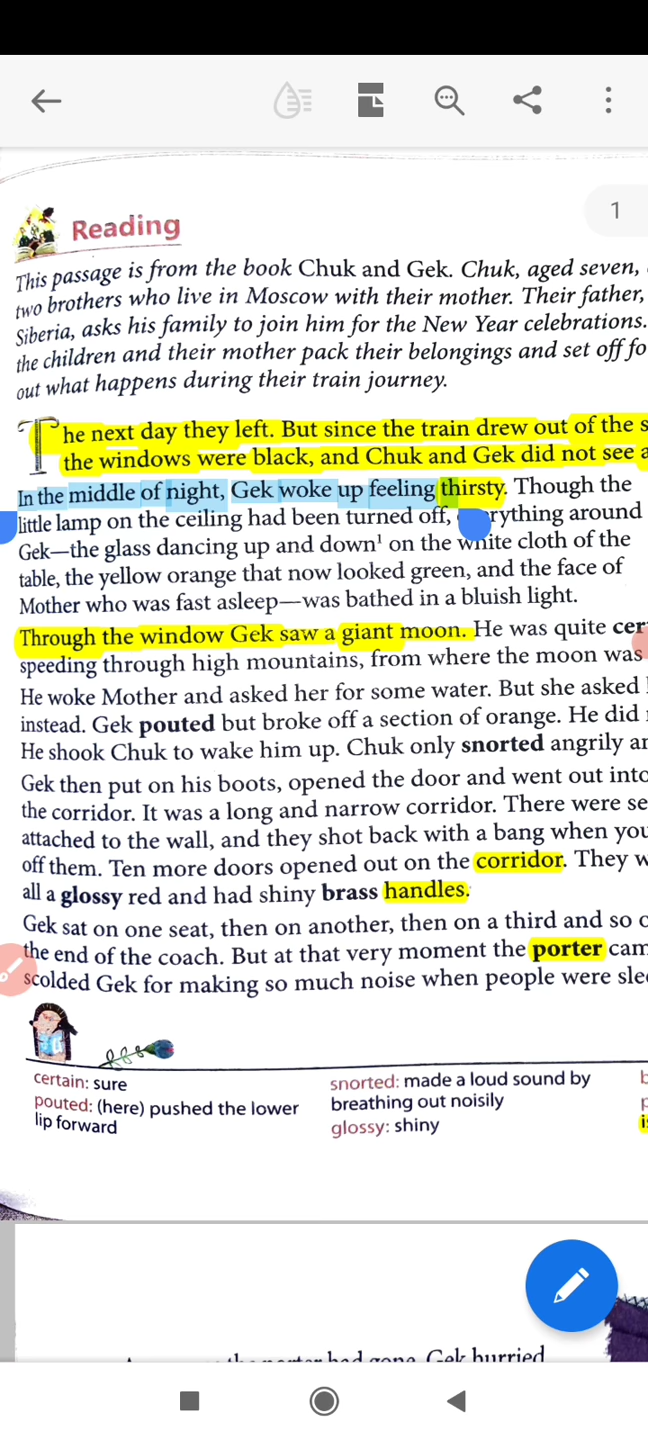 1
Reading
This passage is from the book Chuk and Gek. Chuk, aged seven,
two brothers who live in Moscow with their mother. Their father,
Siberia, asks his family to join him for the New Year celebrations.
the children and their mother pack their belongings and set off fo
out what happens during their train journey.
The next day they left. But since the train drew out of the s
the windows were black, and Chuk and Gek did not see a
In the middle of night, Gek woke up feeling thirsty. Though the
little lamp on the ceiling had been turned off, rything around
Gek—the glass dancing up and down¹ on the white cloth of the
table, the yellow orange that now looked green, and the face of
Mother who was fast asleep—was bathed in a bluish light.
Through the window Gek saw a giant moon. He was quite cer
speeding through high mountains, from where the moon was
He woke Mother and asked her for some water. But she asked
instead. Gek pouted but broke off a section of orange. He did
He shook Chuk to wake him up. Chuk only snorted angrily an
Gek then put on his boots, opened the door and went out into
the corridor. It was a long and narrow corridor. There were se
attached to the wall, and they shot back with a bang when you
off them. Ten more doors opened out on the corridor. They w
all a glossy red and had shiny brass handles.
Gek sat on one seat, then on another, then on a third and so o
the end of the coach. But at that very moment the porter cam
scolded Gek for making so much noise when people were slee
certain: sure
pouted: (here) pushed the lower
lip forward
snorted: made a loud sound by
breathing out noisily
glossy: shiny
b
p
i
the porter had gone, Gek hurried